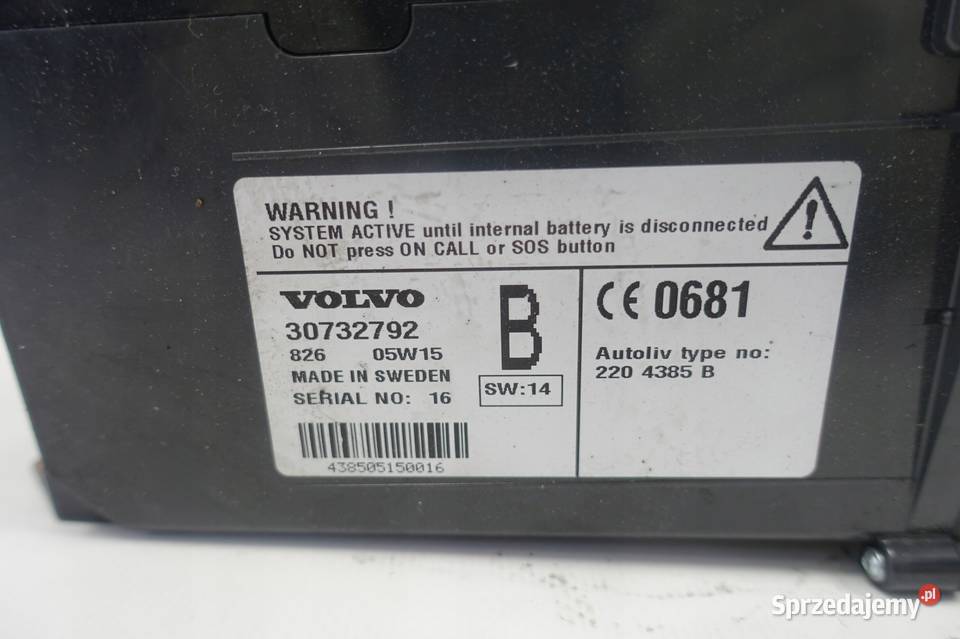 WARNING !
SYSTEM ACTIVE until internal battery is disconnected
Do NOT press ON CALL or SOS button
VOLVO
30732792
826 05W15
MADE IN SWEDEN
SERIAL NO: 16
438505150016
B
SW:14
CE 0681
Autoliv type no:
220 4385 B
Sprzedajemy.pl